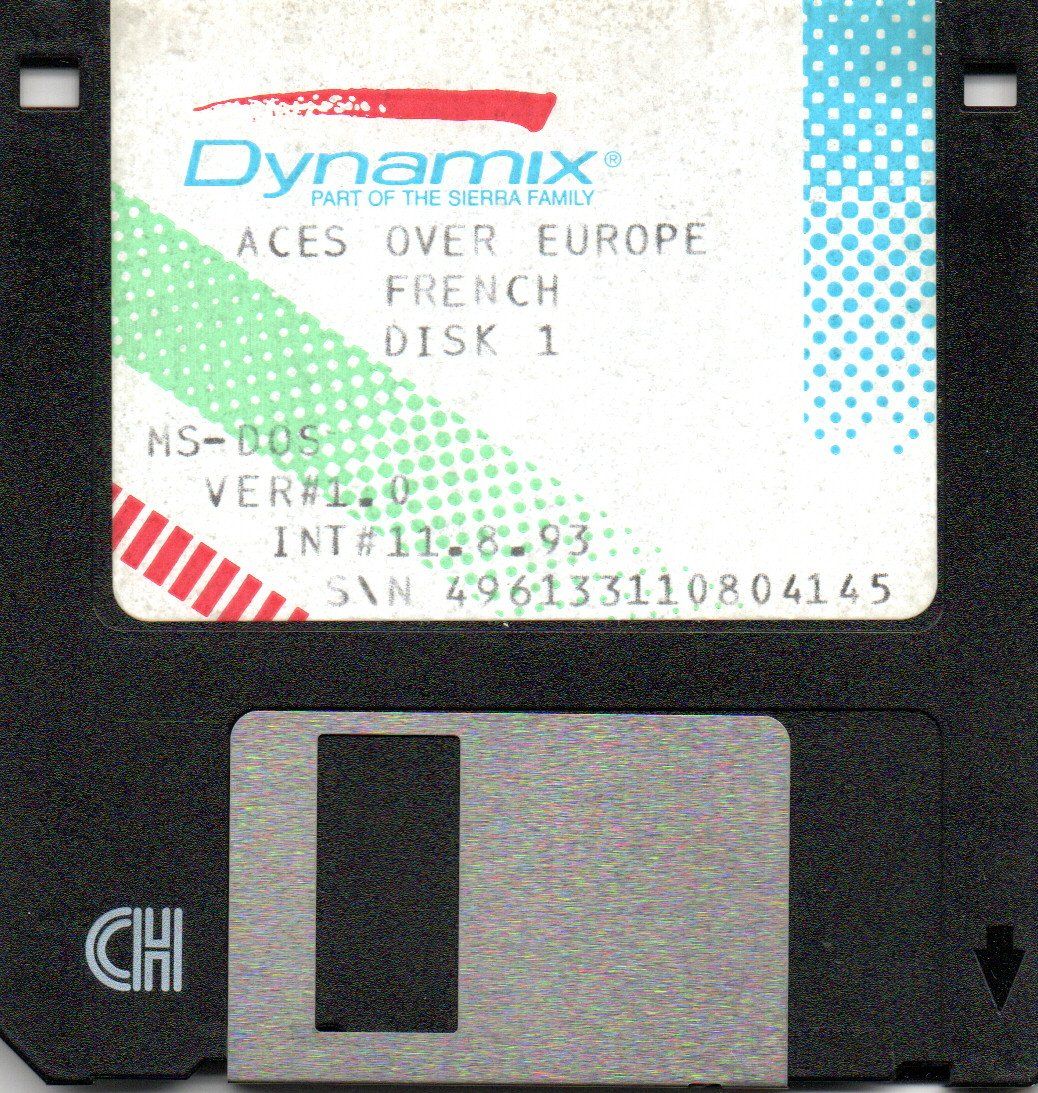 Dynamix®
PART OF THE SIERRA FAMILY
ACES OVER EUROPE
FRENCH
DISK 1
MS-DOS
VER#1.0
INT#11.8.93
S\N 496133110804145
CH